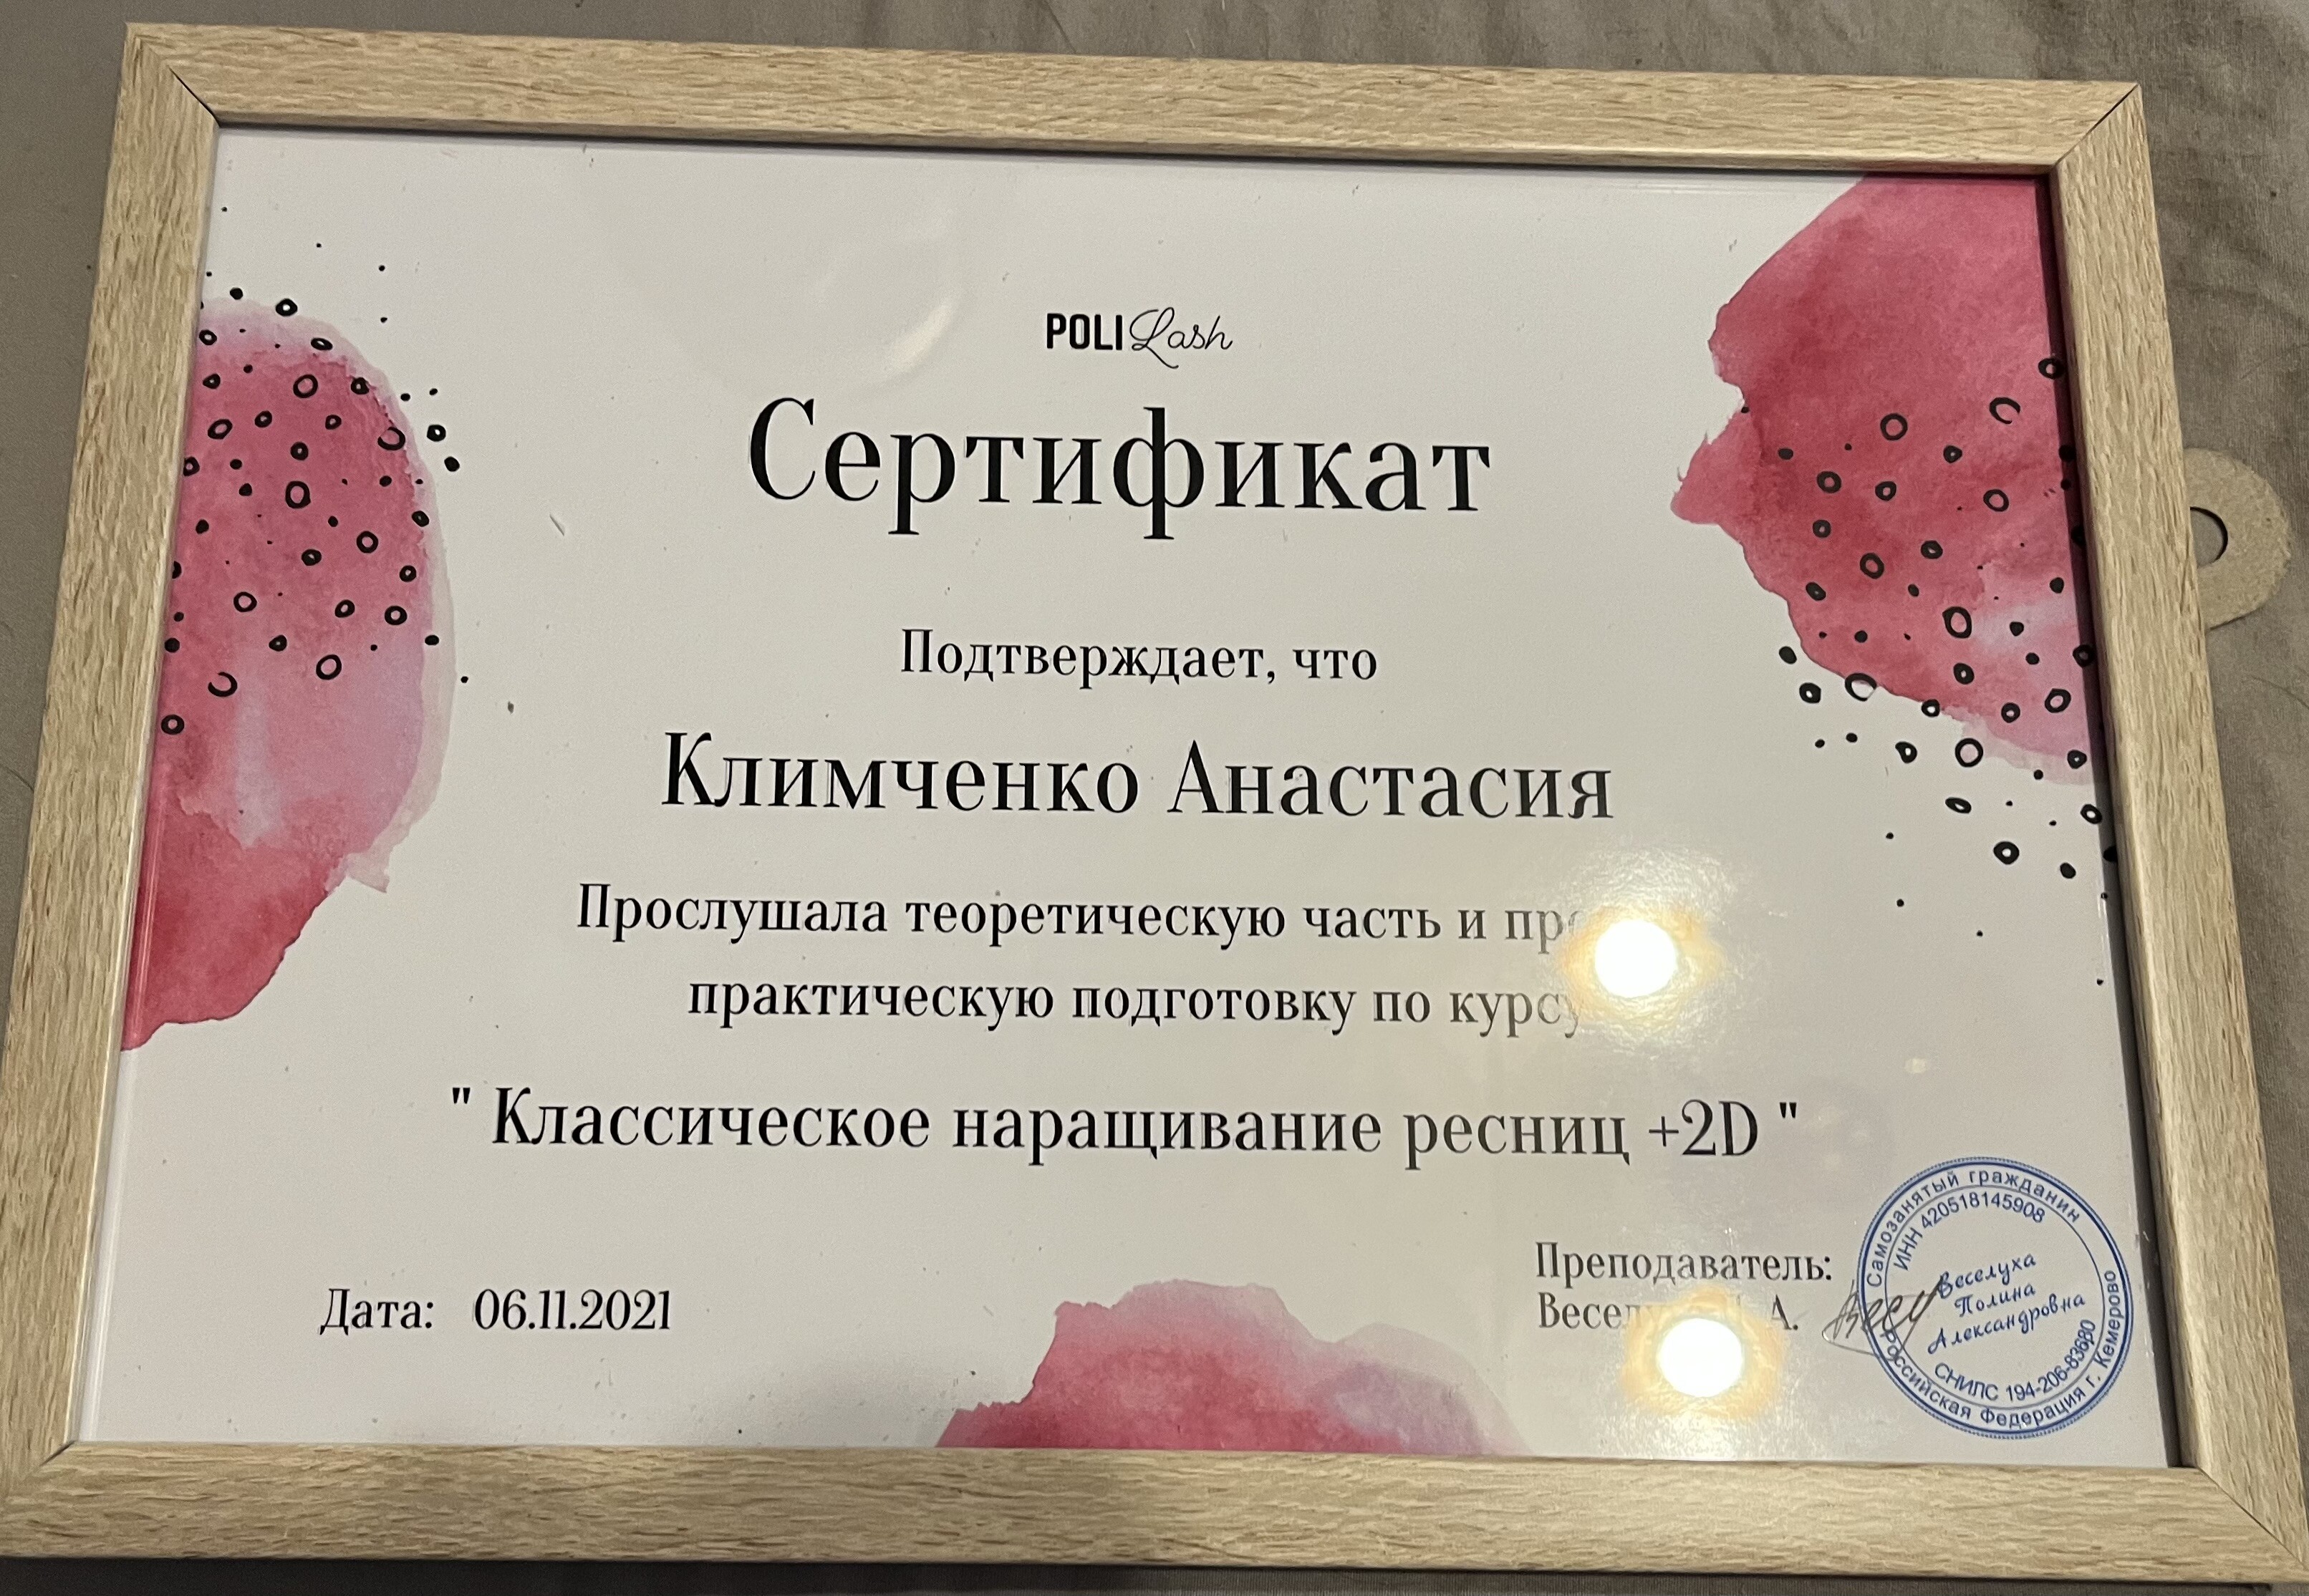 POLI Lash
Сертификат
Подтверждает, что
Климченко Анастасия
Прослушала теоретическую часть и
практическую подготовку по курсу
" Классическое наращивание ресниц +2D "
Дата: 06.11.2021
Преподаватель:
А.
Самозанятый гражданин
ИНН 420518145908
Веселуха
Полина
Александровна
СНИЛС 194-206-83680
Российская Федерация г. Кемерово